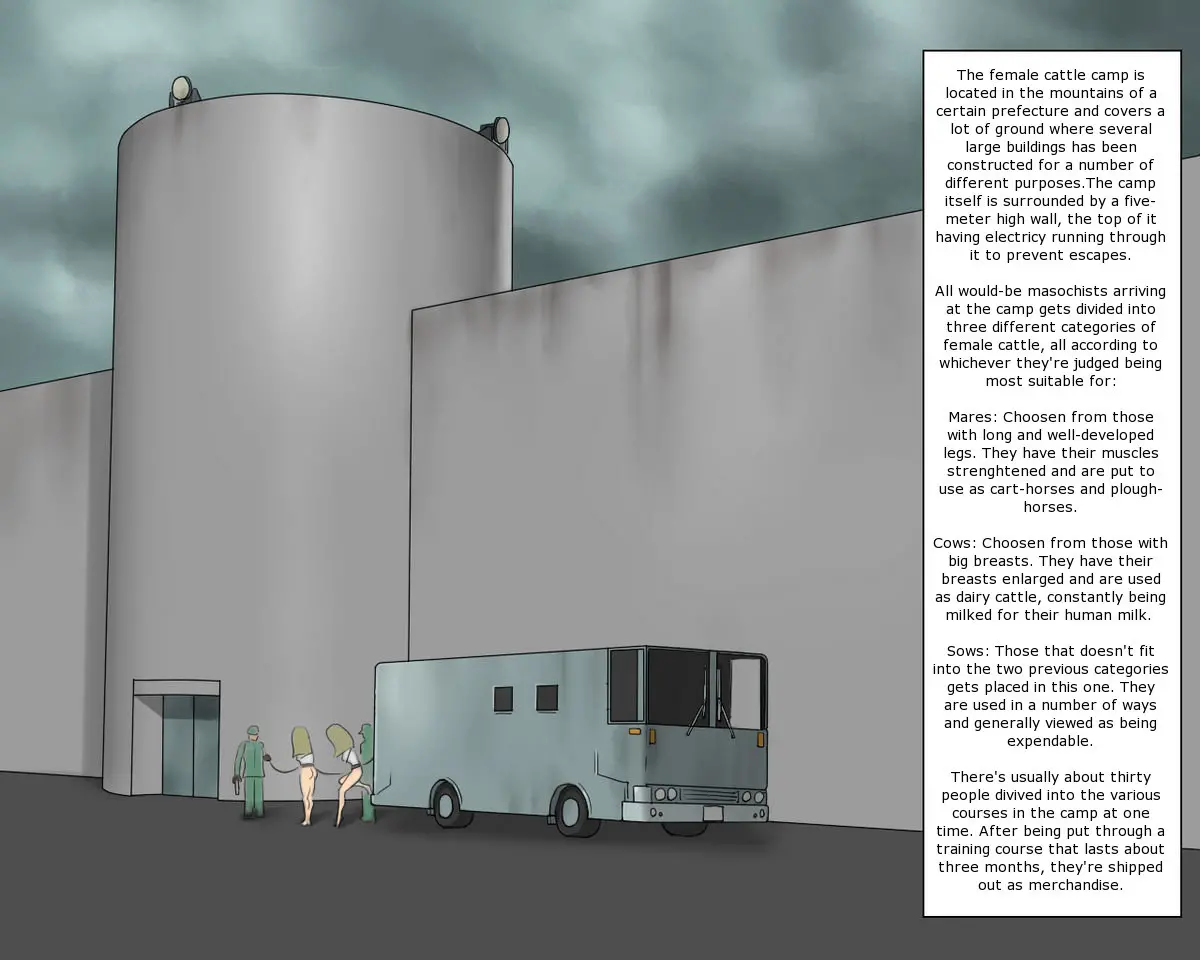 The female cattle camp is
located in the mountains of a
certain prefecture and covers a
lot of ground where several
large buildings has been
constructed for a number of
different purposes.The camp
itself is surrounded by a five-
meter high wall, the top of it
having electricy running through
it to prevent escapes.
All would-be masochists arriving
at the camp gets divided into
three different categories of
female cattle, all according to
whichever they're judged being
most suitable for:
Mares: Choosen from those
with long and well-developed
legs. They have their muscles
strenghtened and are put to
use as cart-horses and plough-
horses.
Cows: Choosen from those with
big breasts. They have their
breasts enlarged and are used
as dairy cattle, constantly being
milked for their human milk.
Sows: Those that doesn't fit
into the two previous categories
gets placed in this one. They
are used in a number of ways
and generally viewed as being
expendable.
There's usually about thirty
people divived into the various
courses in the camp at one
time. After being put through a
training course that lasts about
three months, they're shipped
out as merchandise.